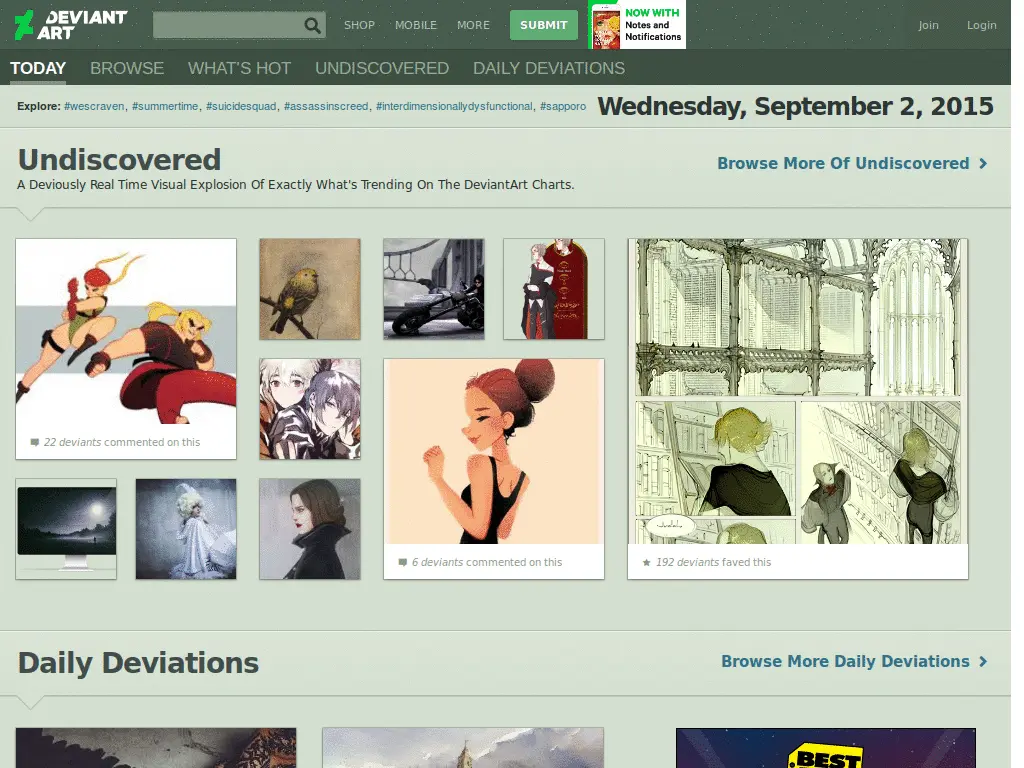 DEVIANT
ART
SHOP
MOBILE
MORE
SUBMIT
NOW WITH
Notes and
Notifications
Join
Login
TODAY
BROWSE
WHAT'S HOT
UNDISCOVERED
DAILY DEVIATIONS
Explore: #wescraven, #summertime, #suicidesquad, #assassinscreed, #interdimensionallydysfunctional, #sapporo
Wednesday, September 2, 2015
Undiscovered
Browse More Of Undiscovered
A Deviously Real Time Visual Explosion Of Exactly What's Trending On The DeviantArt Charts.
22 deviants commented on this
6 deviants commented on this
192 deviants faved this
Daily Deviations
Browse More Daily Deviations
BEST